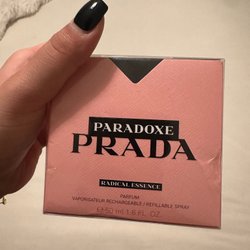 PARADOXE
PRADA
RADICAL ESSENCE
PARFUM
VAPORISATEUR RECHARGEABLE / REFILLABLE SPRAY
℮ 50 ml 1.6 FL. OZ